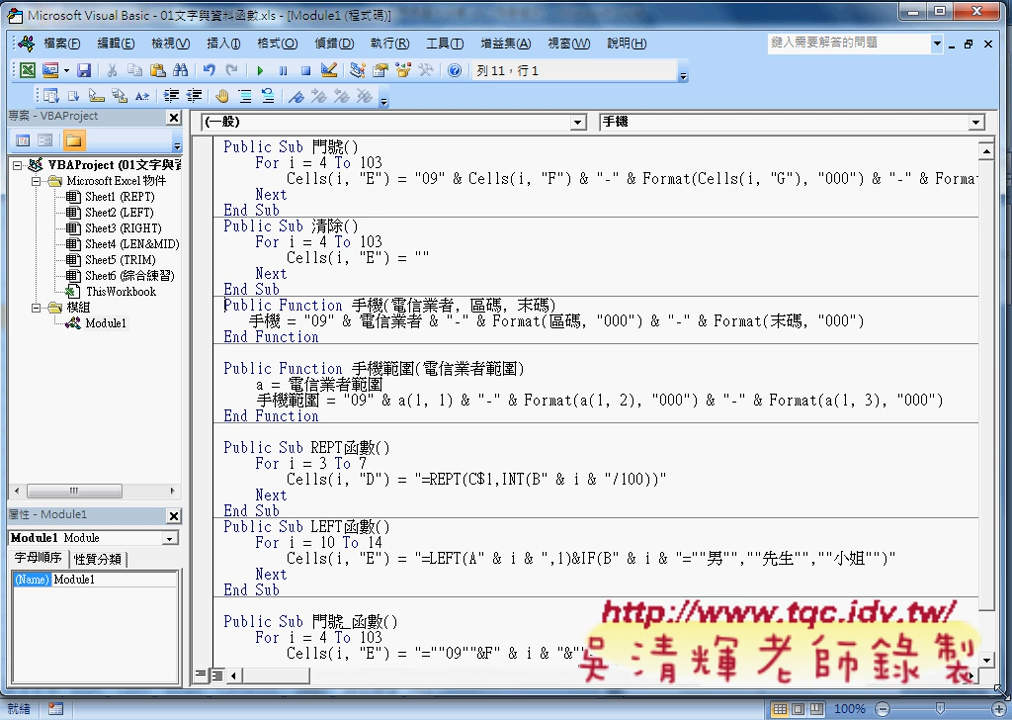 Microsoft Visual Basic - 01文字與資料函數.xls - [Module1 (程式碼)]
檔案(F) 編輯(E) 檢視(V) 插入(I) 格式(O) 偵錯(D) 執行(R) 工具(T) 增益集(A) 視窗(W) 說明(H) 鍵入需要解答的問題
列 11，行 1
專案 - VBAProject
(一般) 手機
VBAProject (01文字與資
Microsoft Excel 物件
Sheet1 (REPT)
Sheet2 (LEFT)
Sheet3 (RIGHT)
Sheet4 (LEN&MID)
Sheet5 (TRIM)
Sheet6 (綜合練習)
ThisWorkbook
模組
Module1
屬性 - Module1
Module1 Module
字母順序 性質分類
(Name) Module1
Public Sub 門號()
For i = 4 To 103
Cells(i, "E") = "09" & Cells(i, "F") & "-" & Format(Cells(i, "G"), "000") & "-" & Forma
Next
End Sub
Public Sub 清除()
For i = 4 To 103
Cells(i, "E") = ""
Next
End Sub
Public Function 手機(電信業者, 區碼, 末碼)
手機 = "09" & 電信業者 & "-" & Format(區碼, "000") & "-" & Format(末碼, "000")
End Function
Public Function 手機範圍(電信業者範圍)
a = 電信業者範圍
手機範圍 = "09" & a(1, 1) & "-" & Format(a(1, 2), "000") & "-" & Format(a(1, 3), "000")
End Function
Public Sub REPT函數()
For i = 3 To 7
Cells(i, "D") = "=REPT(C$1,INT(B" & i & "/100))"
Next
End Sub
Public Sub LEFT函數()
For i = 10 To 14
Cells(i, "E") = "=LEFT(A" & i & ",1)&IF(B" & i & "=""男"",""先生"",""小姐"")"
Next
End Sub
Public Sub 門號_函數()
For i = 4 To 103
Cells(i, "E") = "=""09""&F" & i & "&""
http://www.tqc.idv.tw/
吳清輝老師錄製
就緒 100%